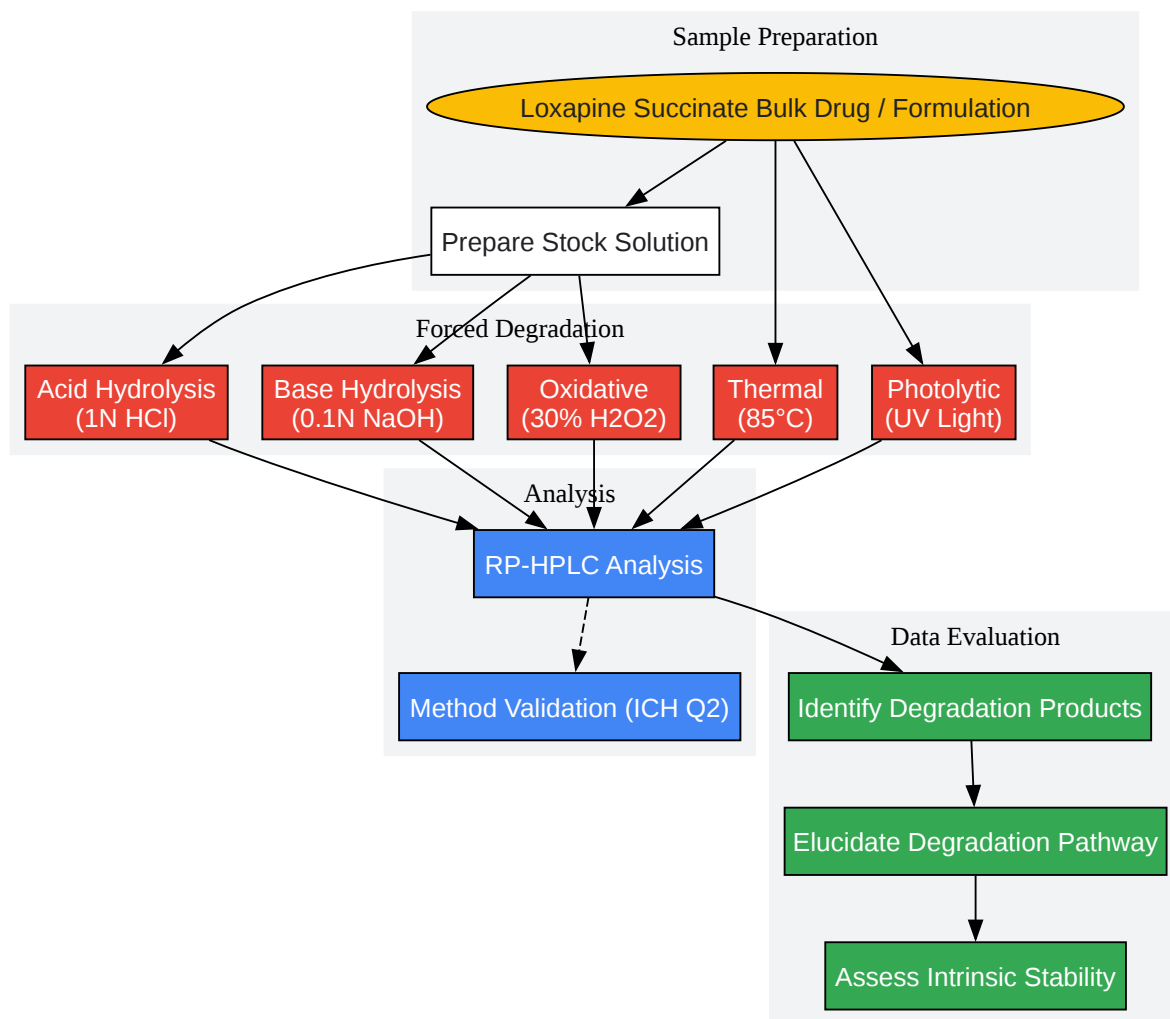 Sample Preparation
Loxapine Succinate Bulk Drug / Formulation
Prepare Stock Solution
Forced Degradation
Acid Hydrolysis
(1N HCl)
Base Hydrolysis
(0.1N NaOH)
Oxidative
(30% H2O2)
Thermal
(85°C)
Photolytic
(UV Light)
Analysis
RP-HPLC Analysis
Method Validation (ICH Q2)
Data Evaluation
Identify Degradation Products
Elucidate Degradation Pathway
Assess Intrinsic Stability